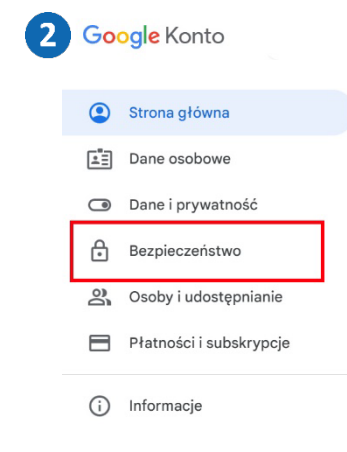 2 Google Konto
Strona główna
Dane osobowe
Dane i prywatność
Bezpieczeństwo
Osoby i udostępnianie
Płatności i subskrypcje
Informacje